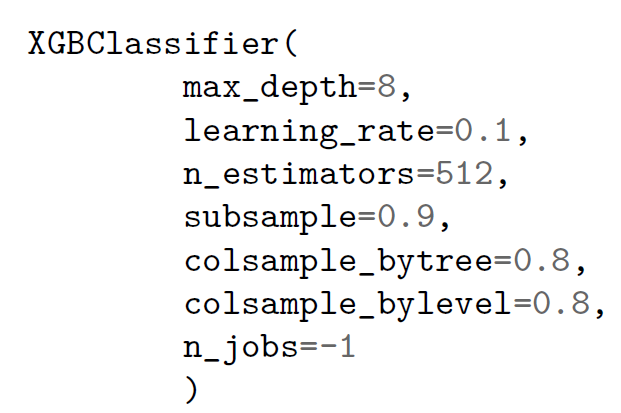 XGBClassifier(
max_depth=8,
learning_rate=0.1,
n_estimators=512,
subsample=0.9,
colsample_bytree=0.8,
colsample_bylevel=0.8,
n_jobs=-1
)